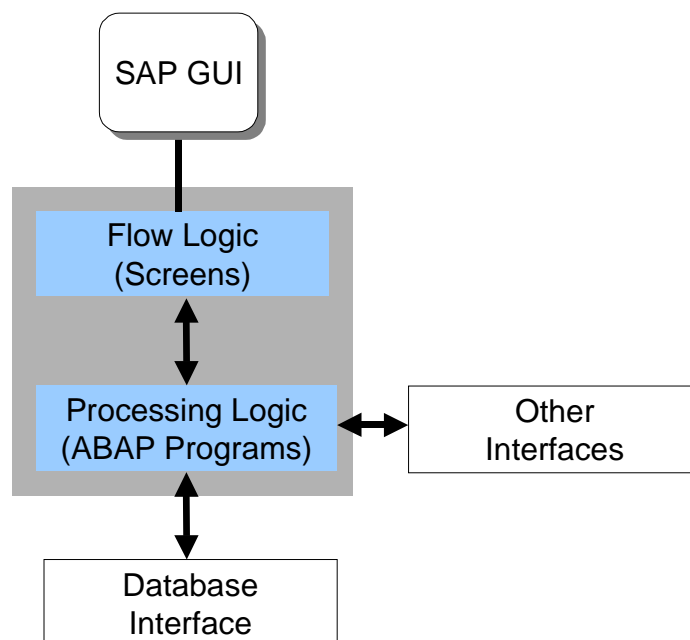 SAP GUI
Flow Logic
(Screens)
Processing Logic
(ABAP Programs)
Other
Interfaces
Database
Interface